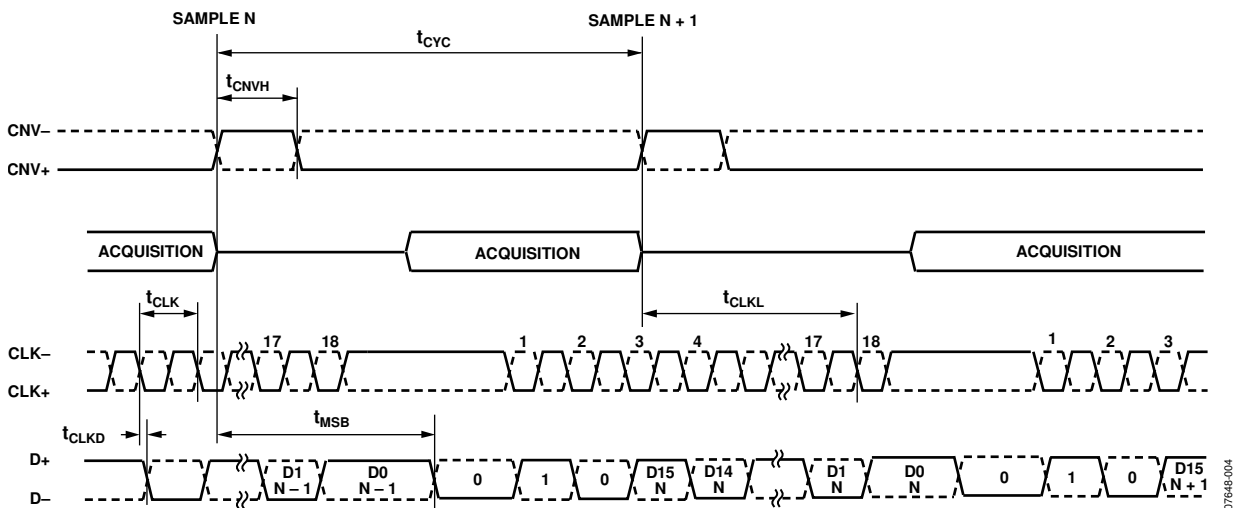 SAMPLE N SAMPLE N + 1
tCYC
tCNVH
CNV–
CNV+
ACQUISITION ACQUISITION ACQUISITION
tCLK tCLKL
CLK– 17 18 1 2 3 4 17 18 1 2 3
CLK+
tCLKD tMSB
D+
D–
D1 N – 1 D0 N – 1 0 1 0 D15 N D14 N D1 N D0 N 0 1 0 D15 N + 1
07648-004